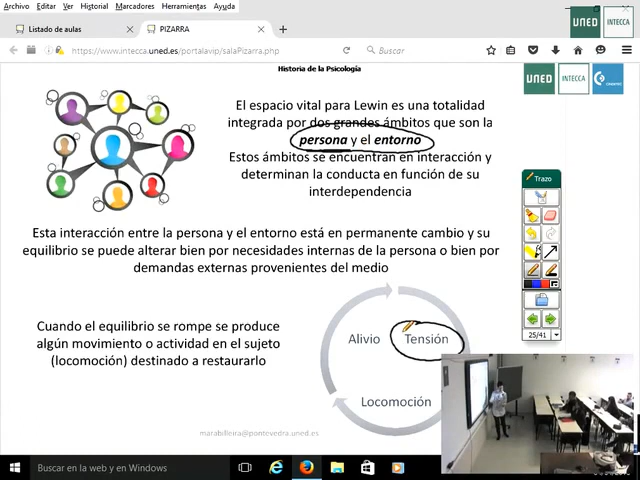 Archivo Editar Ver Historial Marcadores Herramientas Ayuda
Listado de aulas
PIZARRA
https://www.intecca.uned.es/portalavip/salaPizarra.php
Buscar
UNED
INTECCA
Historia de la Psicología
UNED
INTECCA
El espacio vital para Lewin es una totalidad
integrada por dos grandes ámbitos que son la
persona y el entorno
Estos ámbitos se encuentran en interacción y
determinan la conducta en función de su
interdependencia
Trazo
Esta interacción entre la persona y el entorno está en permanente cambio y su
equilibrio se puede alterar bien por necesidades internas de la persona o bien por
demandas externas provenientes del medio
Cuando el equilibrio se rompe se produce
algún movimiento o actividad en el sujeto
(locomoción) destinado a restaurarlo
Alivio
Tensión
Locomoción
25/41
marabilleira@pontevedra.uned.es
Buscar en la web y en Windows